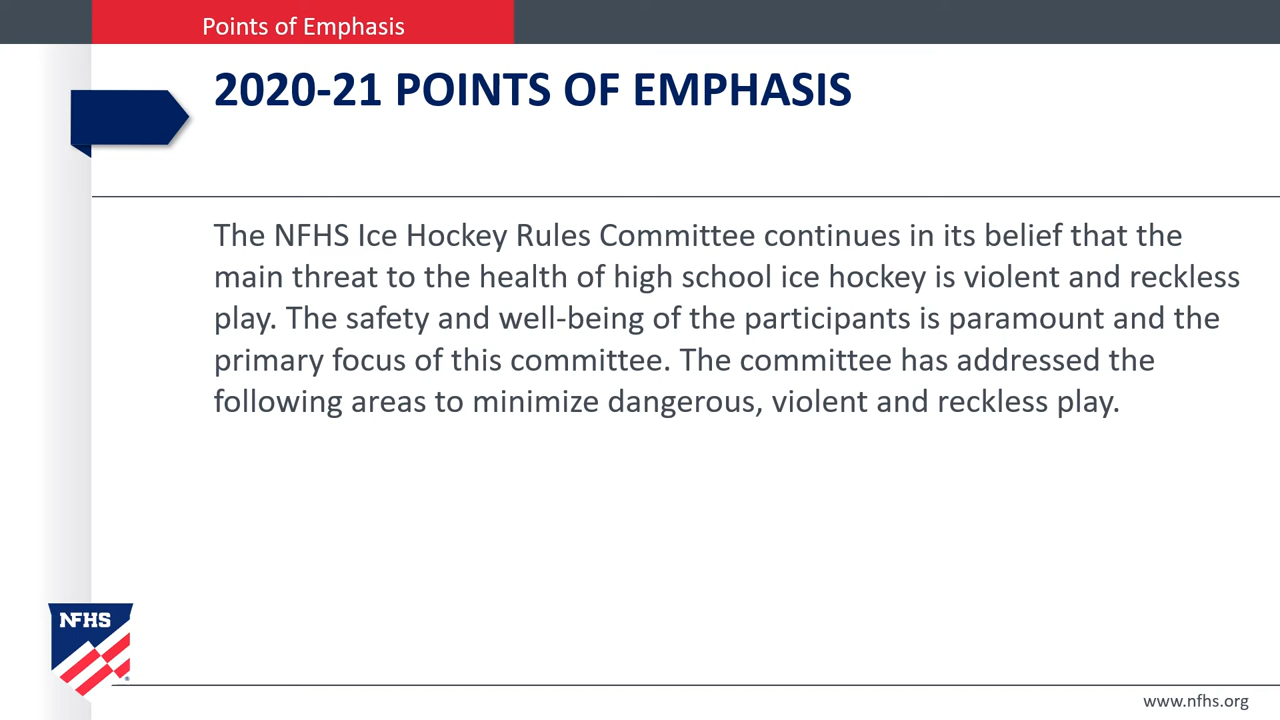 Points of Emphasis
2020-21 POINTS OF EMPHASIS
The NFHS Ice Hockey Rules Committee continues in its belief that the
main threat to the health of high school ice hockey is violent and reckless
play. The safety and well-being of the participants is paramount and the
primary focus of this committee. The committee has addressed the
following areas to minimize dangerous, violent and reckless play.
NFHS
®
www.nfhs.org